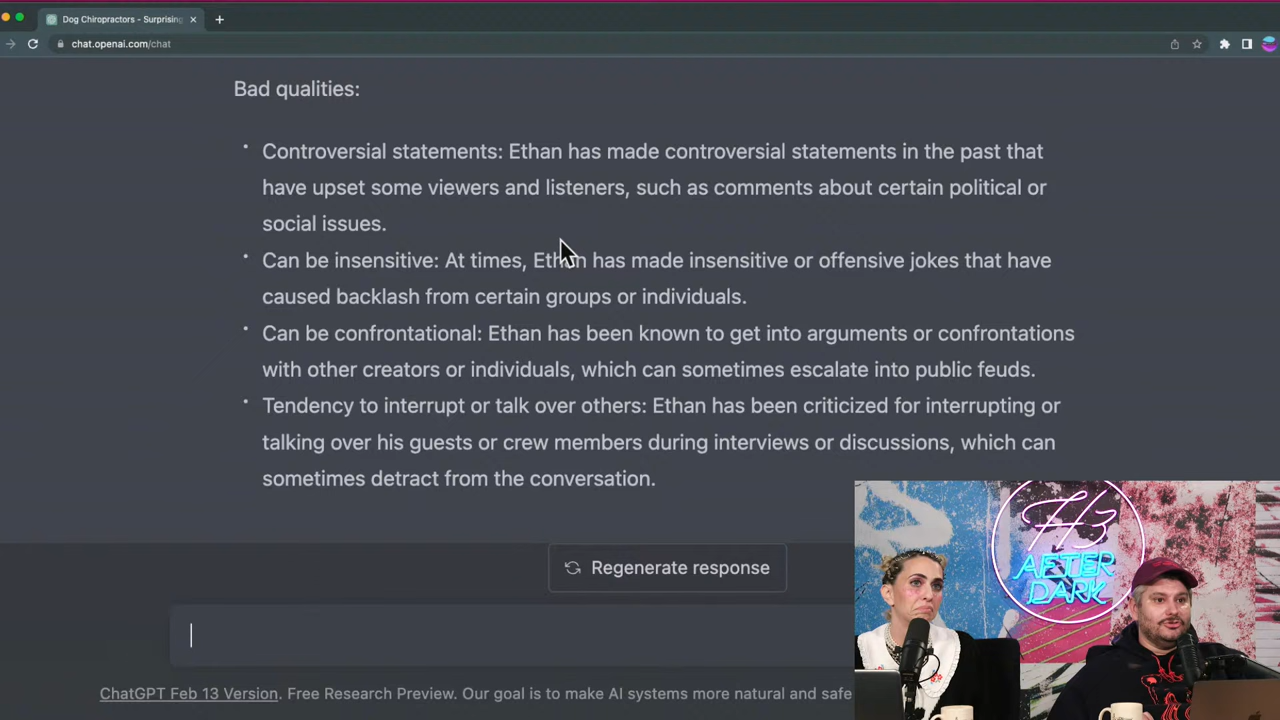 Dog Chiropractors - Surprising
chat.openai.com/chat
Bad qualities:
• Controversial statements: Ethan has made controversial statements in the past that
have upset some viewers and listeners, such as comments about certain political or
social issues.
• Can be insensitive: At times, Ethan has made insensitive or offensive jokes that have
caused backlash from certain groups or individuals.
• Can be confrontational: Ethan has been known to get into arguments or confrontations
with other creators or individuals, which can sometimes escalate into public feuds.
• Tendency to interrupt or talk over others: Ethan has been criticized for interrupting or
talking over his guests or crew members during interviews or discussions, which can
sometimes detract from the conversation.
Regenerate response
ChatGPT Feb 13 Version. Free Research Preview. Our goal is to make AI systems more natural and safe
H3
AFTER
DARK